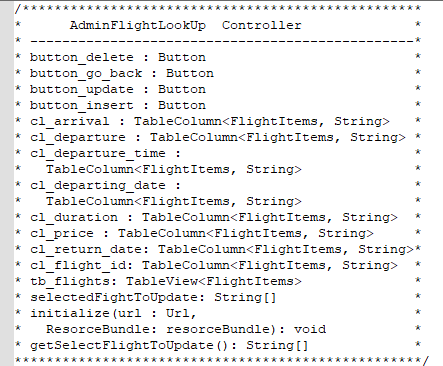 /***************************************************
*      AdminFlightLookUp  Controller              *
* ------------------------------------------------*
* button_delete : Button                          *
* button_go_back : Button                         *
* button_update : Button                          *
* button_insert : Button                          *
* cl_arrival : TableColumn<FlightItems, String>   *
* cl_departure : TableColumn<FlightItems, String> *
* cl_departure_time :                             *
*   TableColumn<FlightItems, String>              *
* cl_departing_date :                             *
*   TableColumn<FlightItems, String>              *
* cl_duration : TableColumn<FlightItems, String>  *
* cl_price : TableColumn<FlightItems, String>     *
* cl_return_date: TableColumn<FlightItems, String>*
* cl_flight_id: TableColumn<FlightItems, String>  *
* tb_flights: TableView<FlightItems>              *
* selectedFightToUpdate: String[]                 *
* initialize(url : Url,                           *
*   ResorceBundle: resorceBundle): void           *
* getSelectFlightToUpdate(): String[]             *
***************************************************/